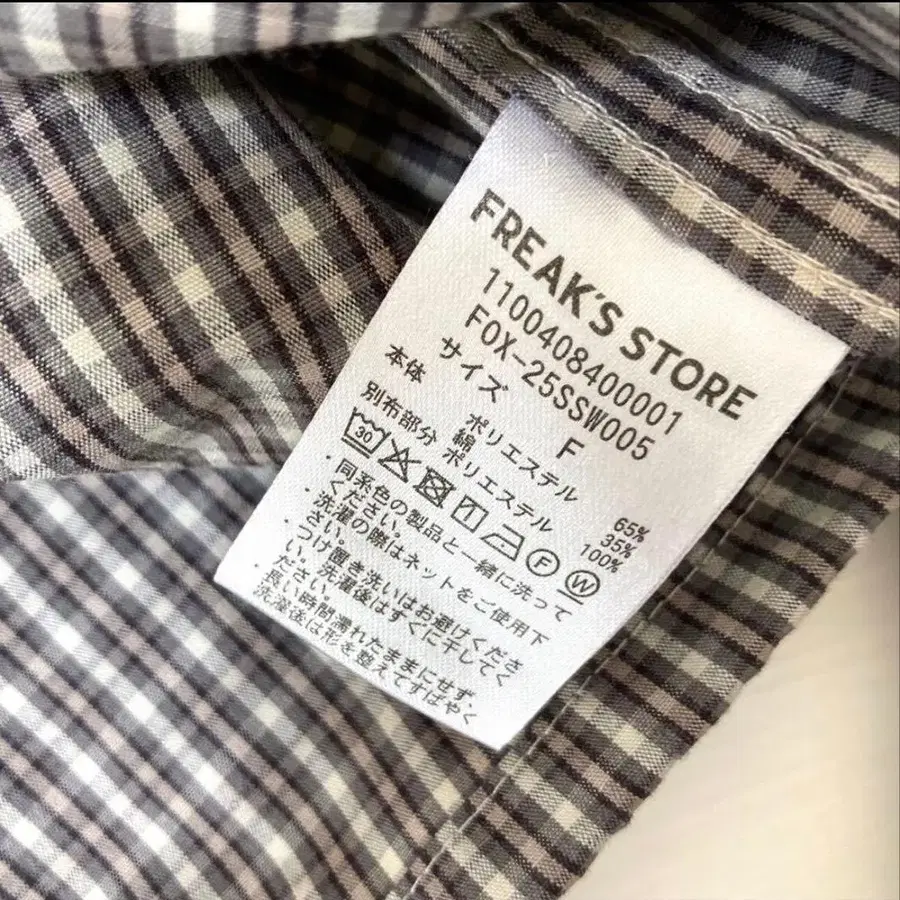 FREAK'S STORE
1100408400001
FOX-25SSW005
サイズ F
本体 ポリエステル 65%
綿 35%
別布部分 ポリエステル 100%
30 F W
・同系色の製品と一緒に洗って
ください。
・洗濯の際はネットをご使用下
さい。
つけ置き洗いはお避けくださ
い。洗濯後はすぐに干してく
ださい。
長い時間濡れたままにせず、
洗濯後は形を整えてすばやく